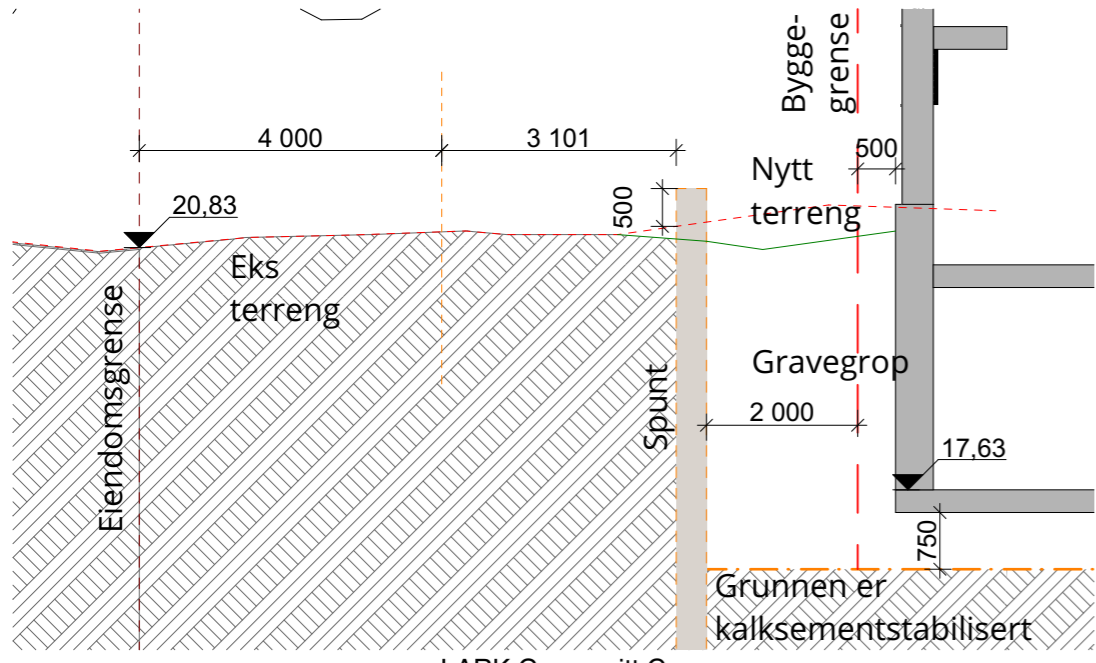 Bygge-
grense
4 000
3 101
500
Nytt
terreng
500
20,83
Eks
terreng
Eiendomsgrense
Spunt
Gravegrop
2 000
17,63
750
Grunnen er
kalksementstabilisert